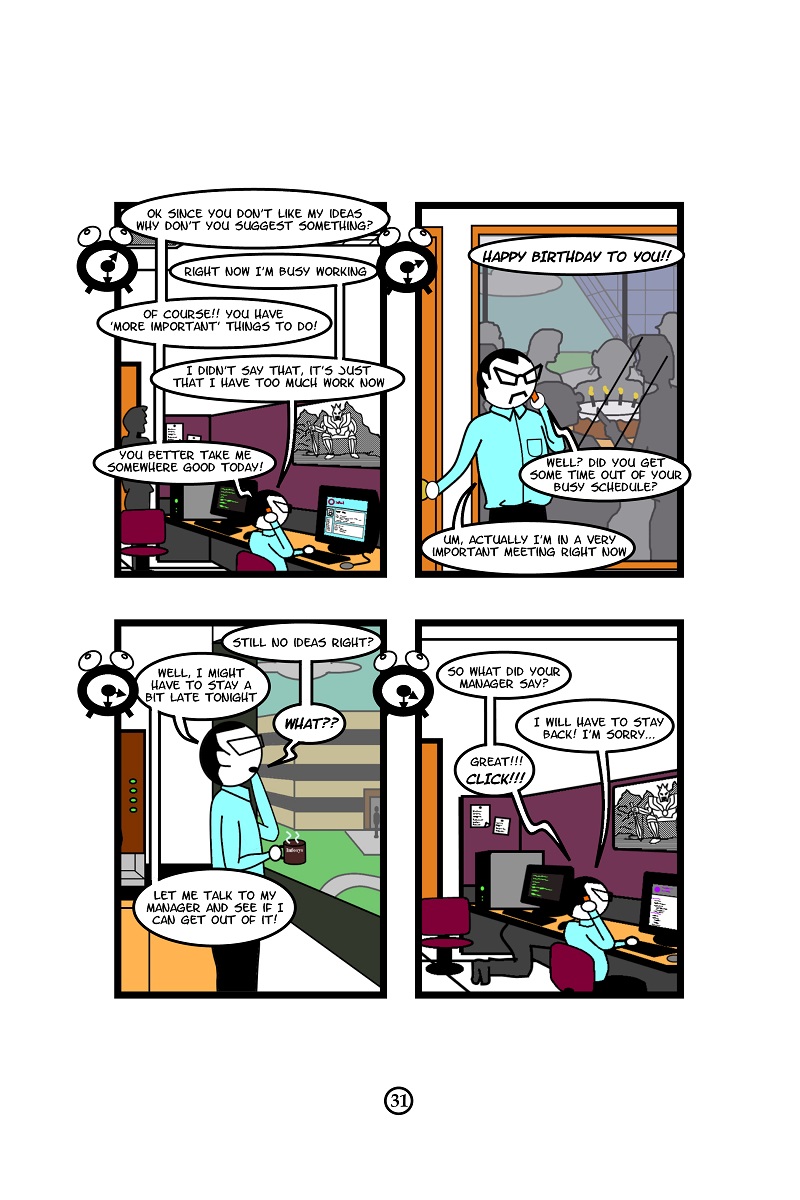 OK SINCE YOU DON'T LIKE MY IDEAS
WHY DON'T YOU SUGGEST SOMETHING?
RIGHT NOW I'M BUSY WORKING
OF COURSE!! YOU HAVE
'MORE IMPORTANT' THINGS TO DO!
I DIDN'T SAY THAT, IT'S JUST
THAT I HAVE TOO MUCH WORK NOW
YOU BETTER TAKE ME
SOMEWHERE GOOD TODAY!
HAPPY BIRTHDAY TO YOU!!
WELL? DID YOU GET
SOME TIME OUT OF YOUR
BUSY SCHEDULE?
UM, ACTUALLY I'M IN A VERY
IMPORTANT MEETING RIGHT NOW
STILL NO IDEAS RIGHT?
WELL, I MIGHT
HAVE TO STAY A
BIT LATE TONIGHT
WHAT??
Infosys
LET ME TALK TO MY
MANAGER AND SEE IF I
CAN GET OUT OF IT!
SO WHAT DID YOUR
MANAGER SAY?
I WILL HAVE TO STAY
BACK! I'M SORRY...
GREAT!!!
CLICK!!!
31